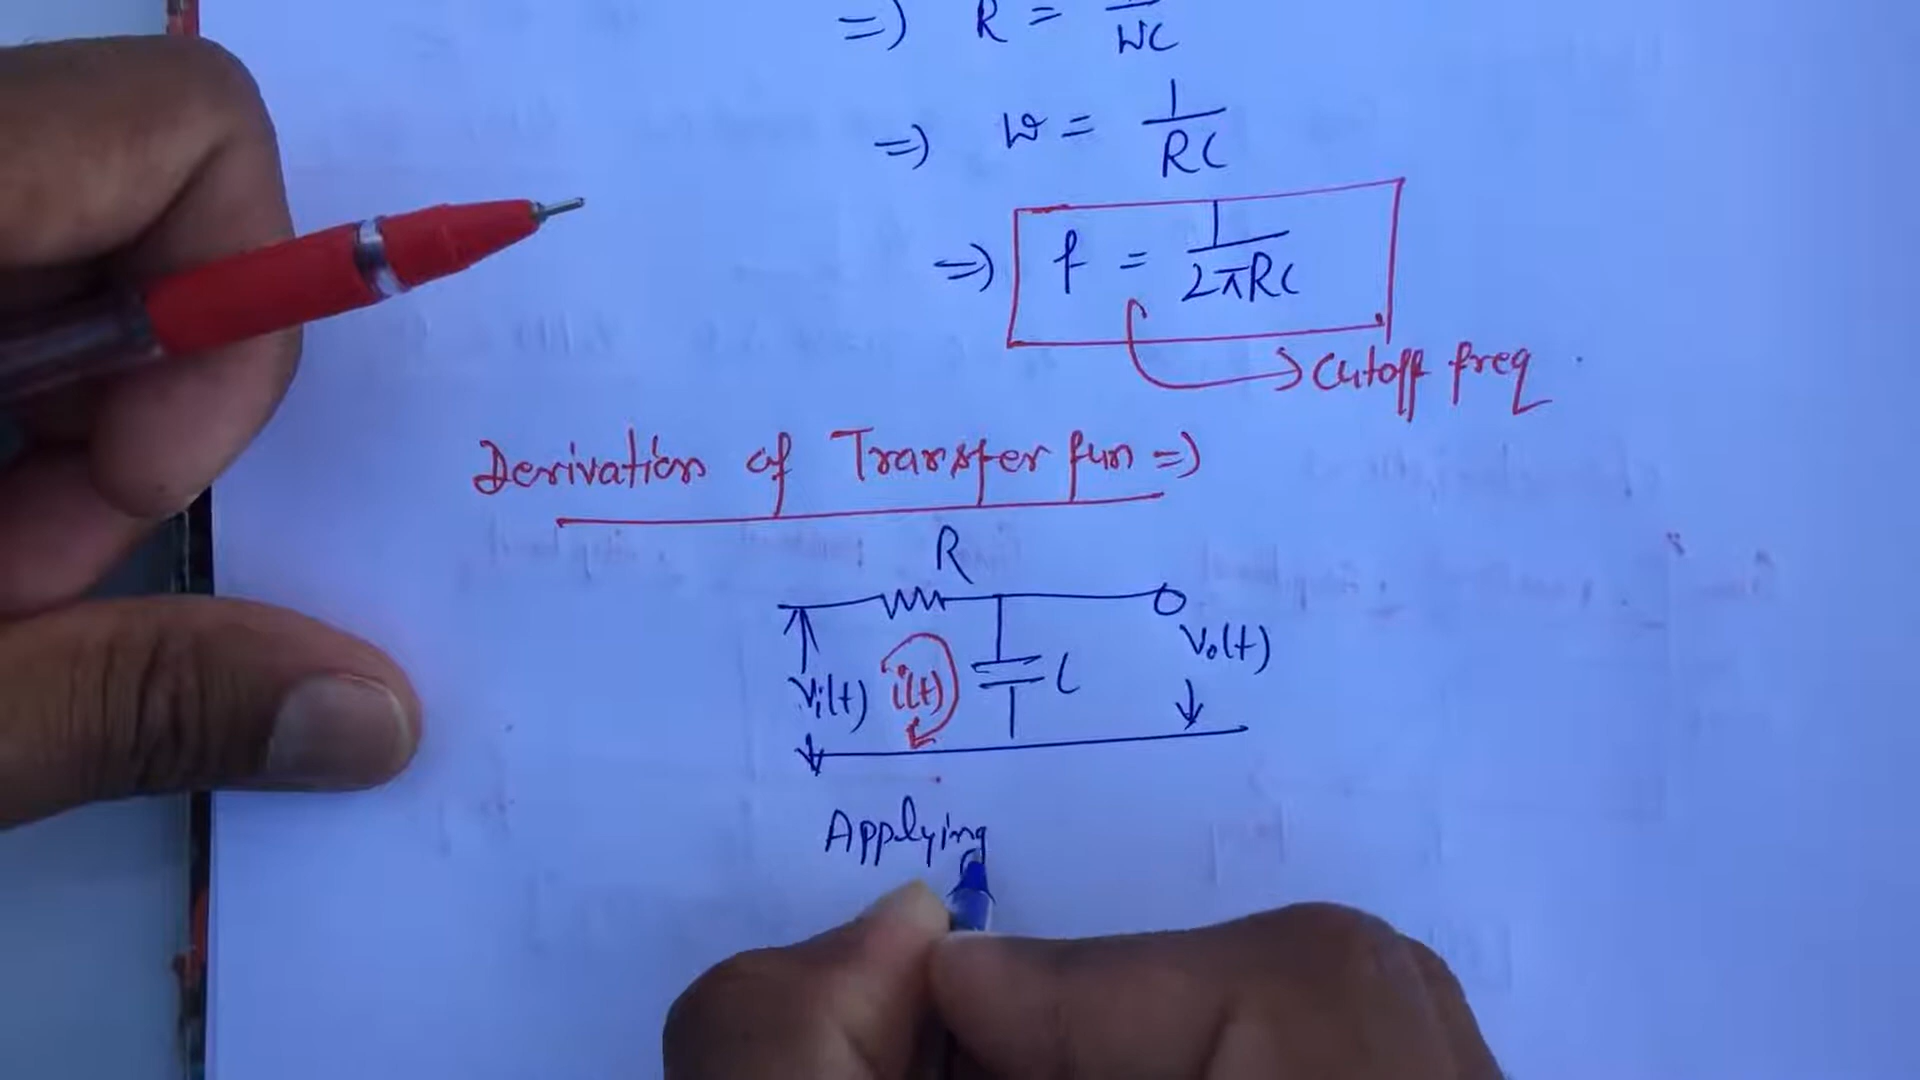 => R = 1/WC
=> W = 1/RC
=> f = 1/2πRC
→ Cutoff freq
Derivation of Transfer fun =>
R
Vi(t) i(t) C Vo(t)
Applying